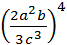 (2a²b / 3c³)⁴